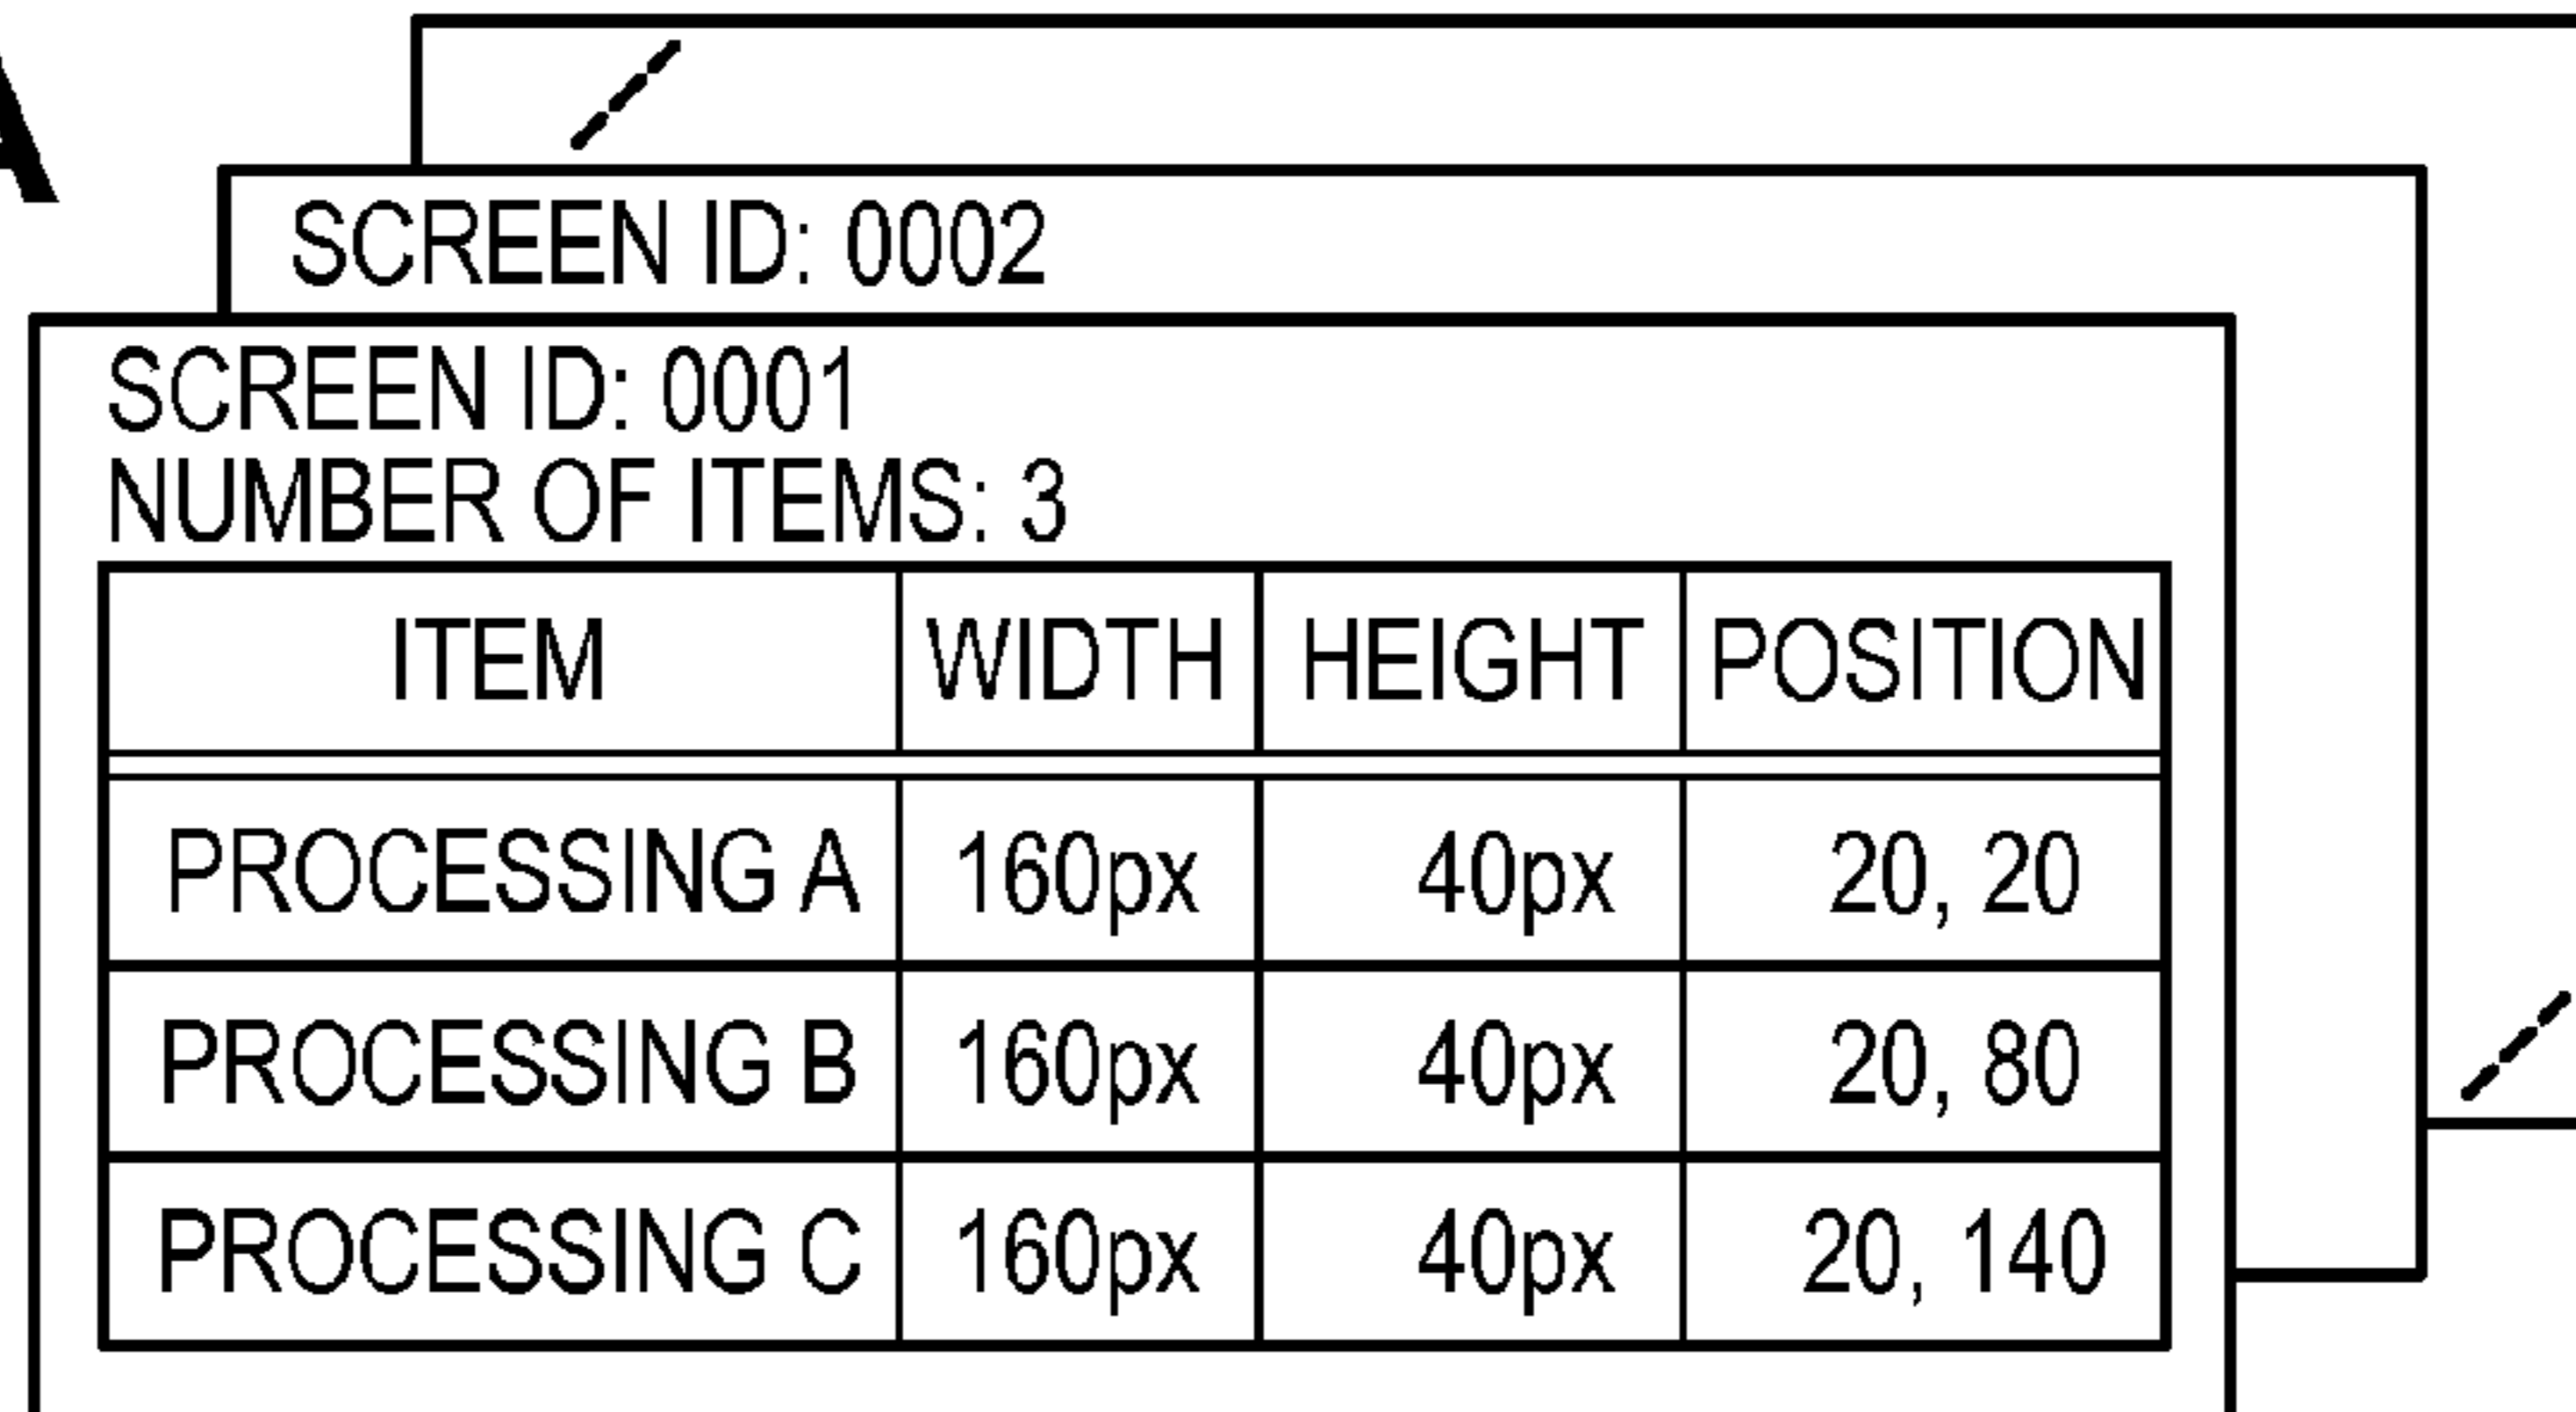 A
SCREEN ID: 0002
SCREEN ID: 0001
NUMBER OF ITEMS: 3
ITEM WIDTH HEIGHT POSITION
PROCESSING A 160px 40px 20, 20
PROCESSING B 160px 40px 20, 80
PROCESSING C 160px 40px 20, 140